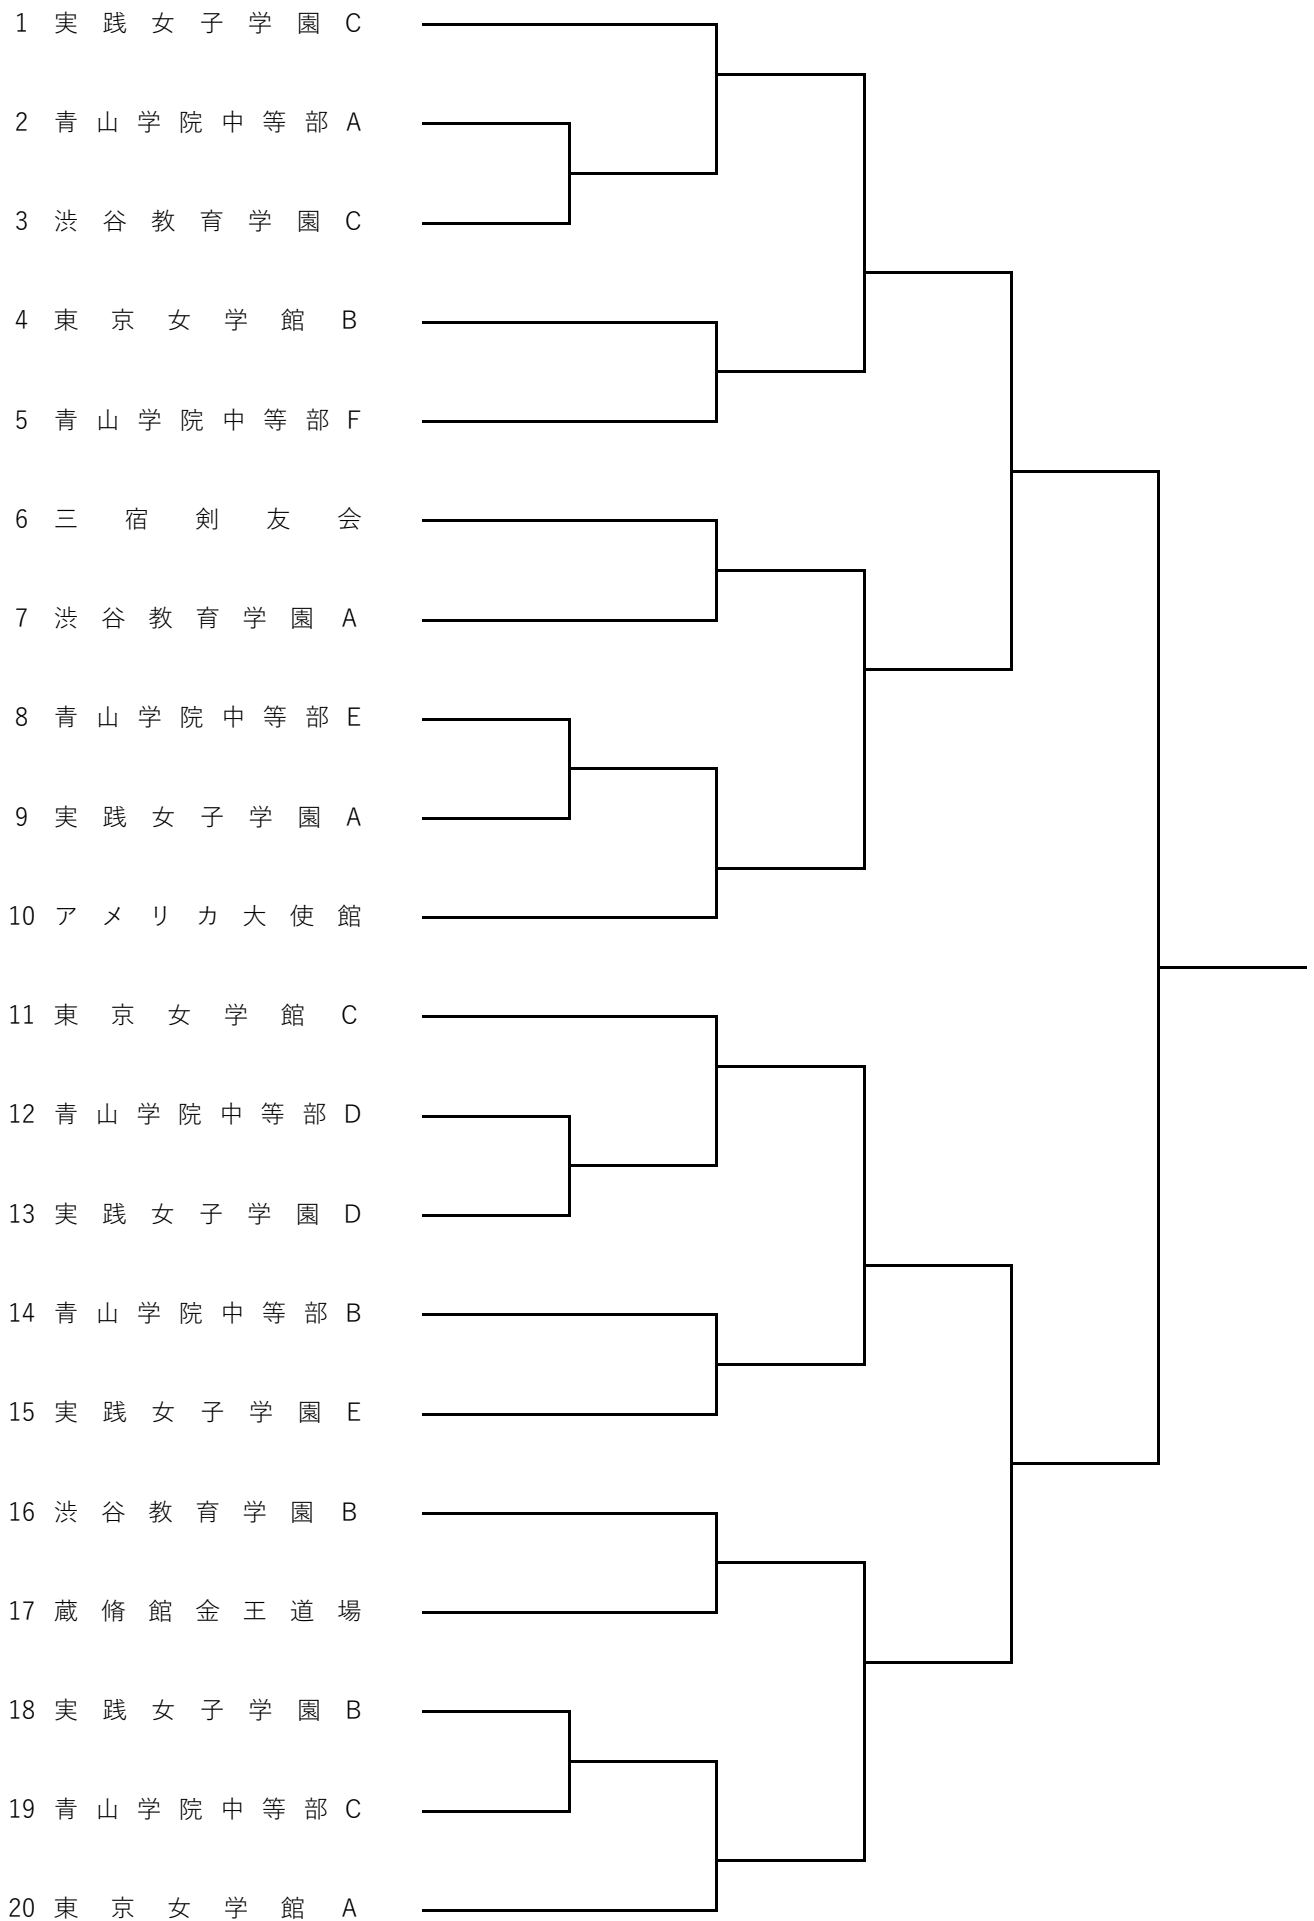 1 実践女子学園C
2 青山学院中等部A
3 渋谷教育学園C
4 東京女学館B
5 青山学院中等部F
6 三宿剣友会
7 渋谷教育学園A
8 青山学院中等部E
9 実践女子学園A
10 アメリカ大使館
11 東京女学館C
12 青山学院中等部D
13 実践女子学園D
14 青山学院中等部B
15 実践女子学園E
16 渋谷教育学園B
17 蔵脩館金王道場
18 実践女子学園B
19 青山学院中等部C
20 東京女学館A